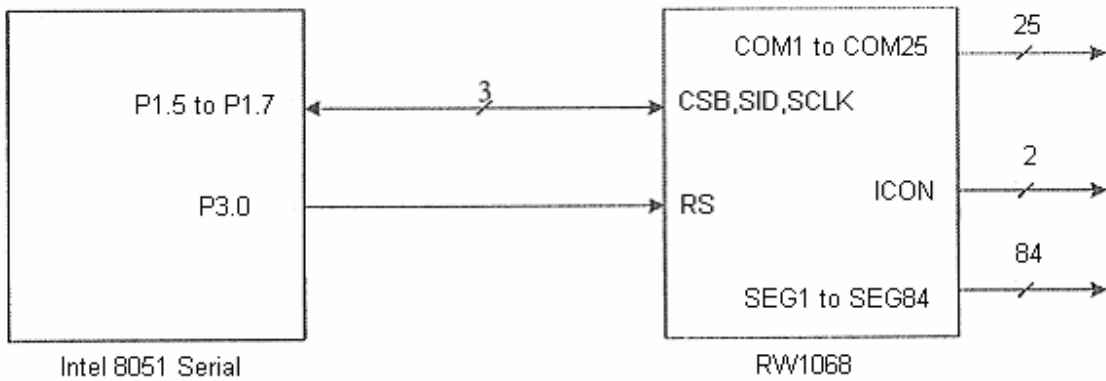 25
COM1 to COM25
3
P1.5 to P1.7
CSB,SID,SCLK
2
ICON
P3.0
RS
84
SEG1 to SEG84
Intel 8051 Serial
RW1068